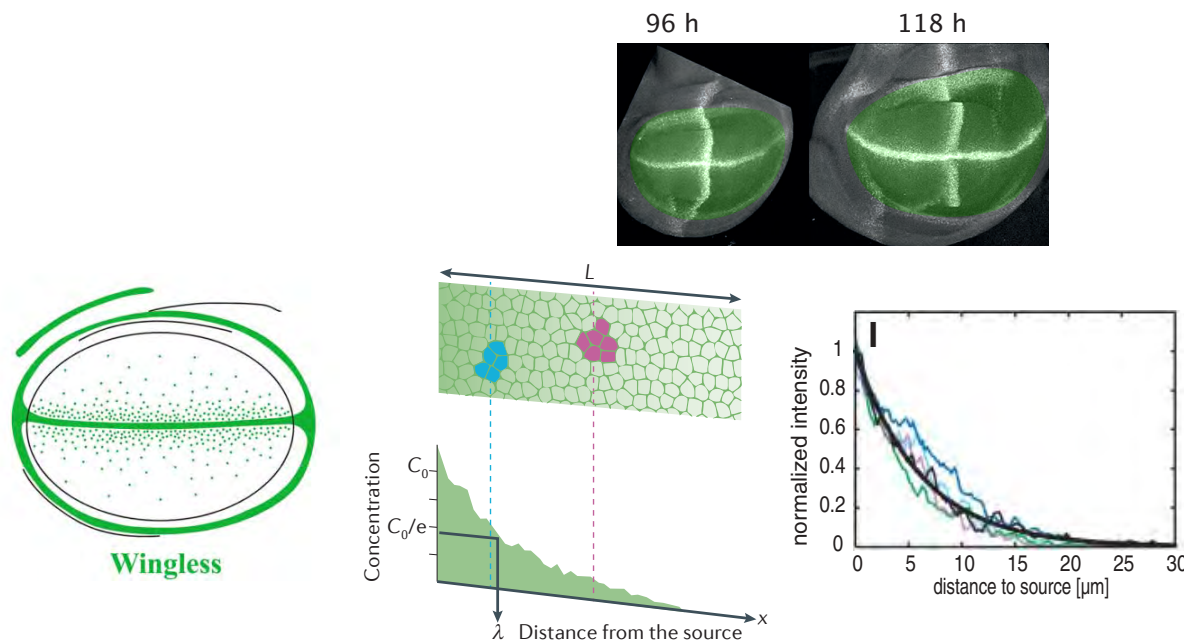 96 h 118 h
Wingless
L
Concentration
C₀
C₀/e
λ Distance from the source x
I
normalized intensity
1
0.8
0.6
0.4
0.2
0
0 5 10 15 20 25 30
distance to source [µm]